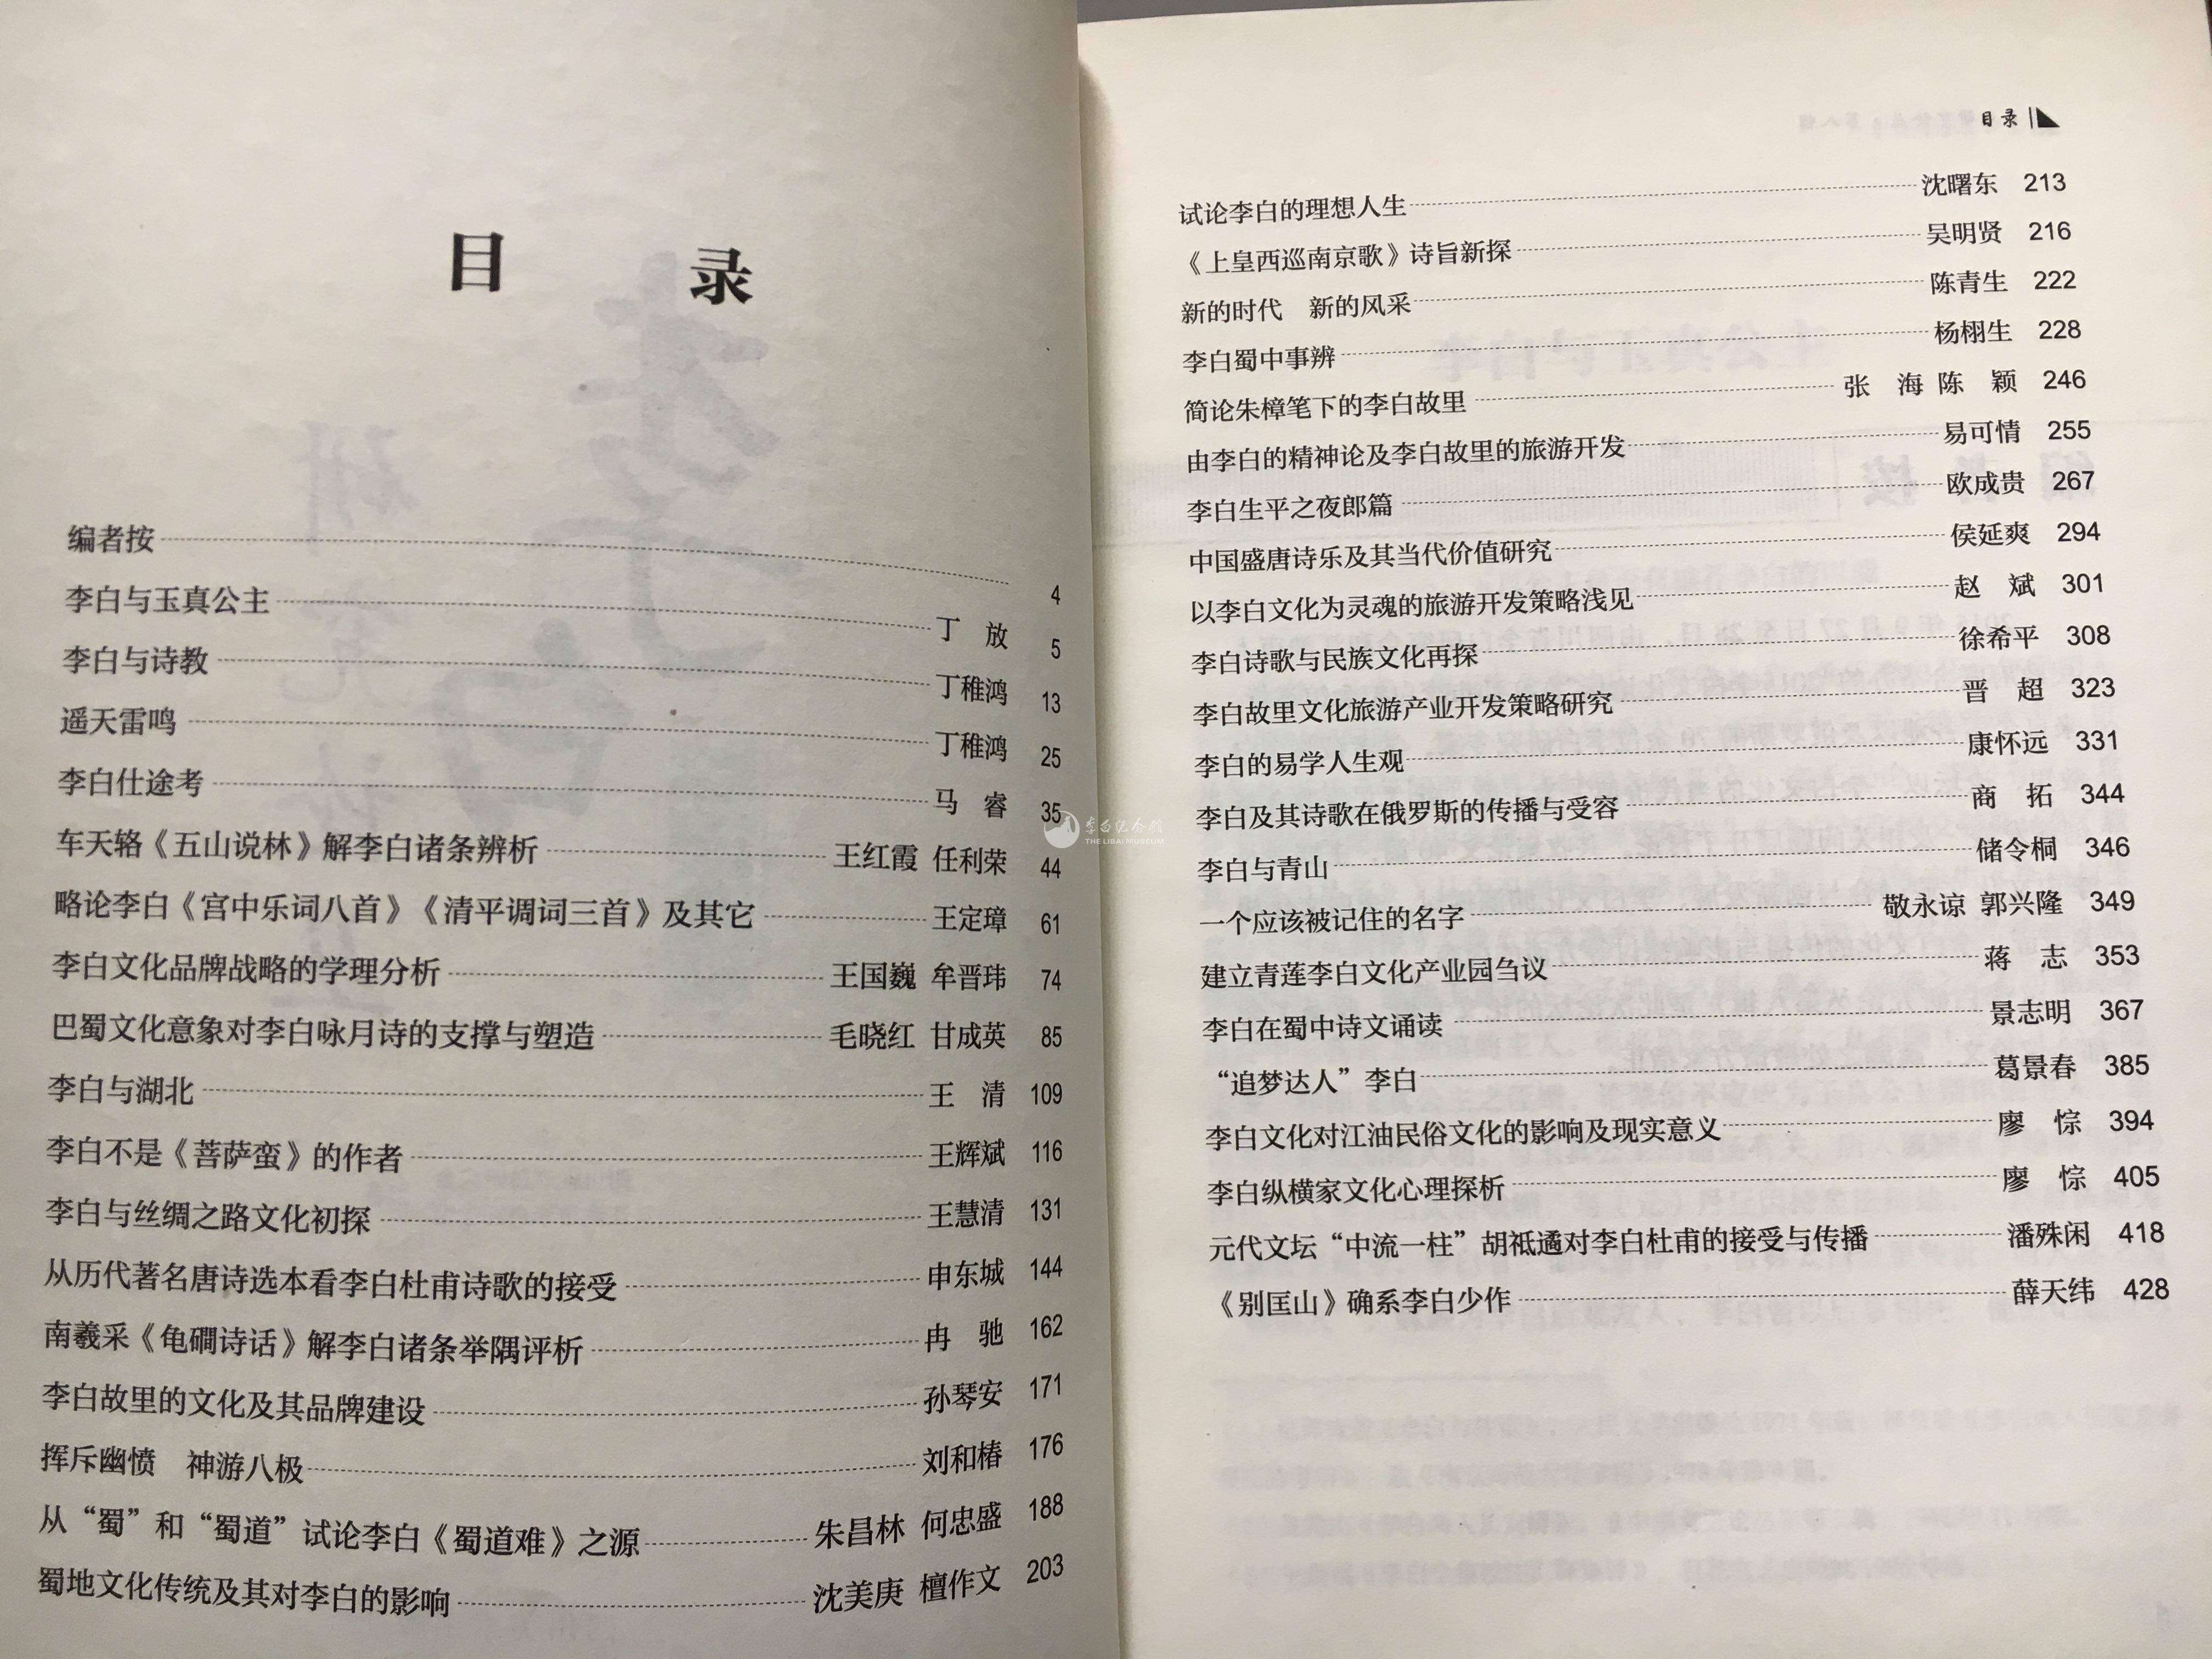 目 录
编者按 4
李白与玉真公主 丁 放 5
李白与诗教 丁稚鸿 13
遥天雷鸣 丁稚鸿 25
李白仕途考 马 睿 35
车天辂《五山说林》解李白诸条辨析 王红霞 任利荣 44
略论李白《宫中乐词八首》《清平调词三首》及其它 王定璋 61
李白文化品牌战略的学理分析 王国巍 牟晋玮 74
巴蜀文化意象对李白咏月诗的支撑与塑造 毛晓红 甘成英 85
李白与湖北 王 清 109
李白不是《菩萨蛮》的作者 王辉斌 116
李白与丝绸之路文化初探 王慧清 131
从历代著名唐诗选本看李白杜甫诗歌的接受 申东城 144
南羲采《龟磵诗话》解李白诸条举隅评析 冉 驰 162
李白故里的文化及其品牌建设 孙琴安 171
挥斥幽愤 神游八极 刘和椿 176
从“蜀”和“蜀道”试论李白《蜀道难》之源 朱昌林 何忠盛 188
蜀地文化传统及其对李白的影响 沈美庚 檀作文 203
目录
试论李白的理想人生 沈曙东 213
《上皇西巡南京歌》诗旨新探 吴明贤 216
新的时代 新的风采 陈青生 222
李白蜀中事辨 杨栩生 228
简论朱樟笔下的李白故里 张 海 陈 颖 246
由李白的精神论及李白故里的旅游开发 易可情 255
李白生平之夜郎篇 欧成贵 267
中国盛唐诗乐及其当代价值研究 侯延爽 294
以李白文化为灵魂的旅游开发策略浅见 赵 斌 301
李白诗歌与民族文化再探 徐希平 308
李白故里文化旅游产业开发策略研究 晋 超 323
李白的易学人生观 康怀远 331
李白及其诗歌在俄罗斯的传播与受容 商 拓 344
李白与青山 储令桐 346
一个应该被记住的名字 敬永谅 郭兴隆 349
建立青莲李白文化产业园刍议 蒋 志 353
李白在蜀中诗文诵读 景志明 367
“追梦达人”李白 葛景春 385
李白文化对江油民俗文化的影响及现实意义 廖 悰 394
李白纵横家文化心理探析 廖 悰 405
元代文坛“中流一柱”胡祗遹对李白杜甫的接受与传播 潘殊闲 418
《别匡山》确系李白少作 薛天纬 428
李白纪念馆
THE LIBAI MUSEUM